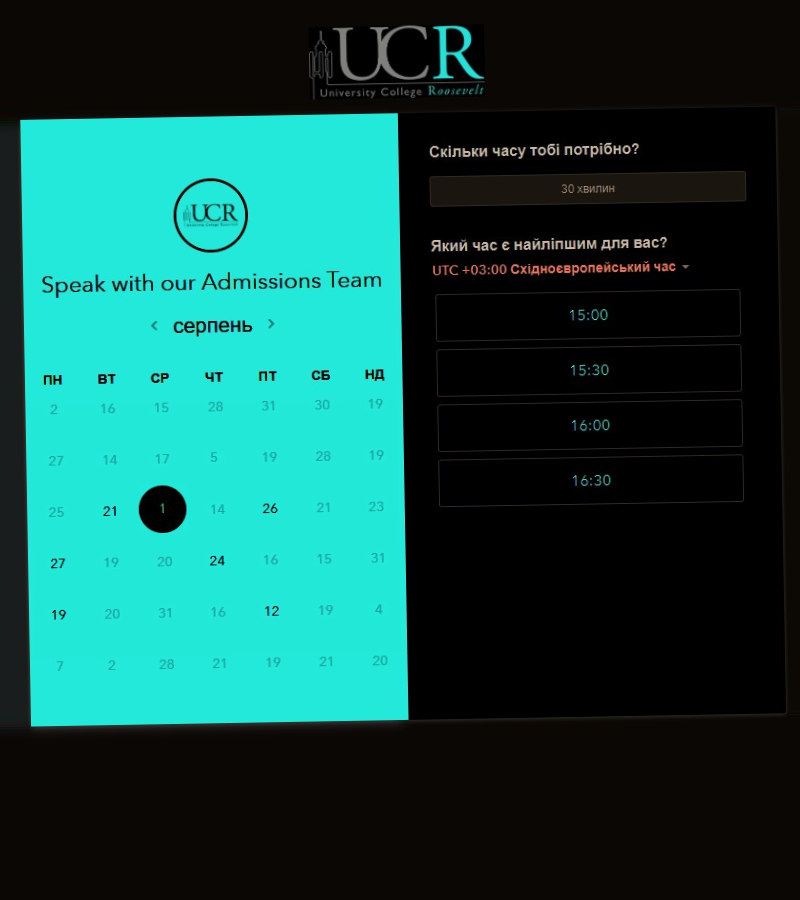 UCR
University College Roosevelt
UCR
University College Roosevelt
Speak with our Admissions Team
серпень
ПН ВТ СР ЧТ ПТ СБ НД
2 16 15 28 31 30 19
27 14 17 5 19 28 19
25 21 1 14 26 21 23
27 19 20 24 16 15 31
19 20 31 16 12 19 4
7 2 28 21 19 21 20
Скільки часу тобі потрібно?
30 хвилин
Який час є найліпшим для вас?
UTC +03:00 Східноєвропейський час
15:00
15:30
16:00
16:30